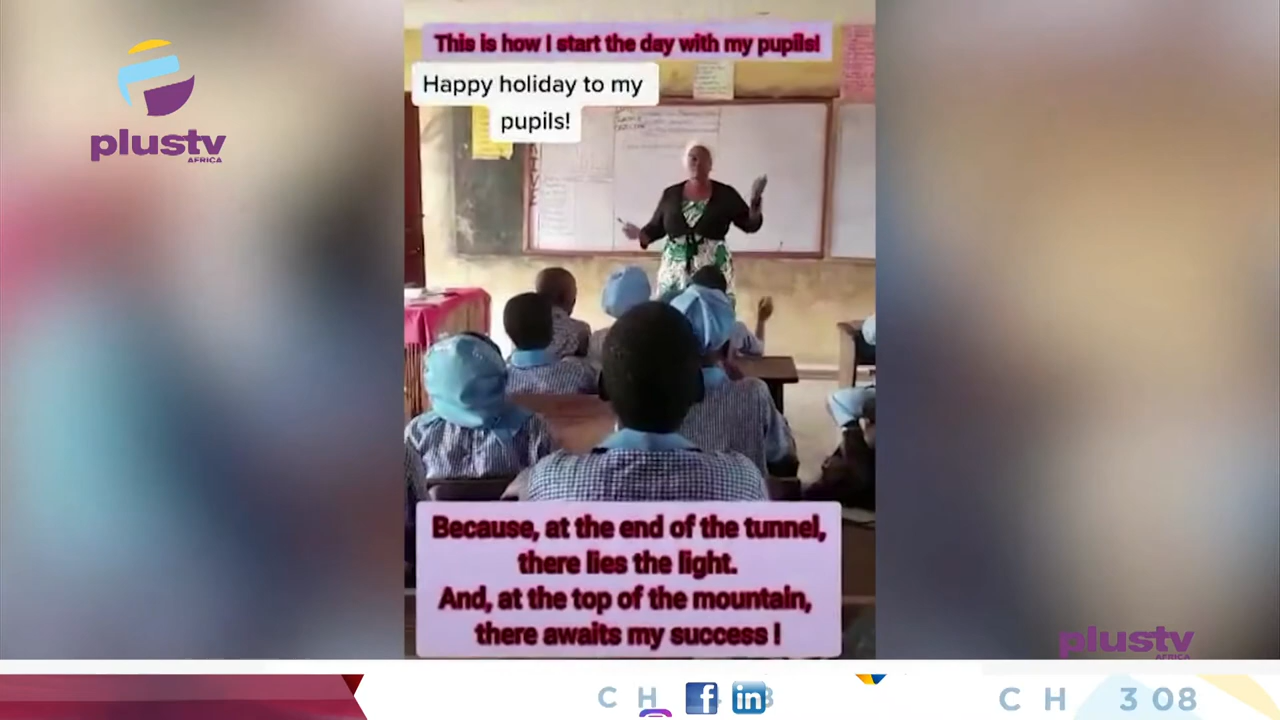 plustv
AFRICA
This is how I start the day with my pupils!
Happy holiday to my
pupils!
Because, at the end of the tunnel,
there lies the light.
And, at the top of the mountain,
there awaits my success !
plustv
AFRICA
CH
f
in
CH 308